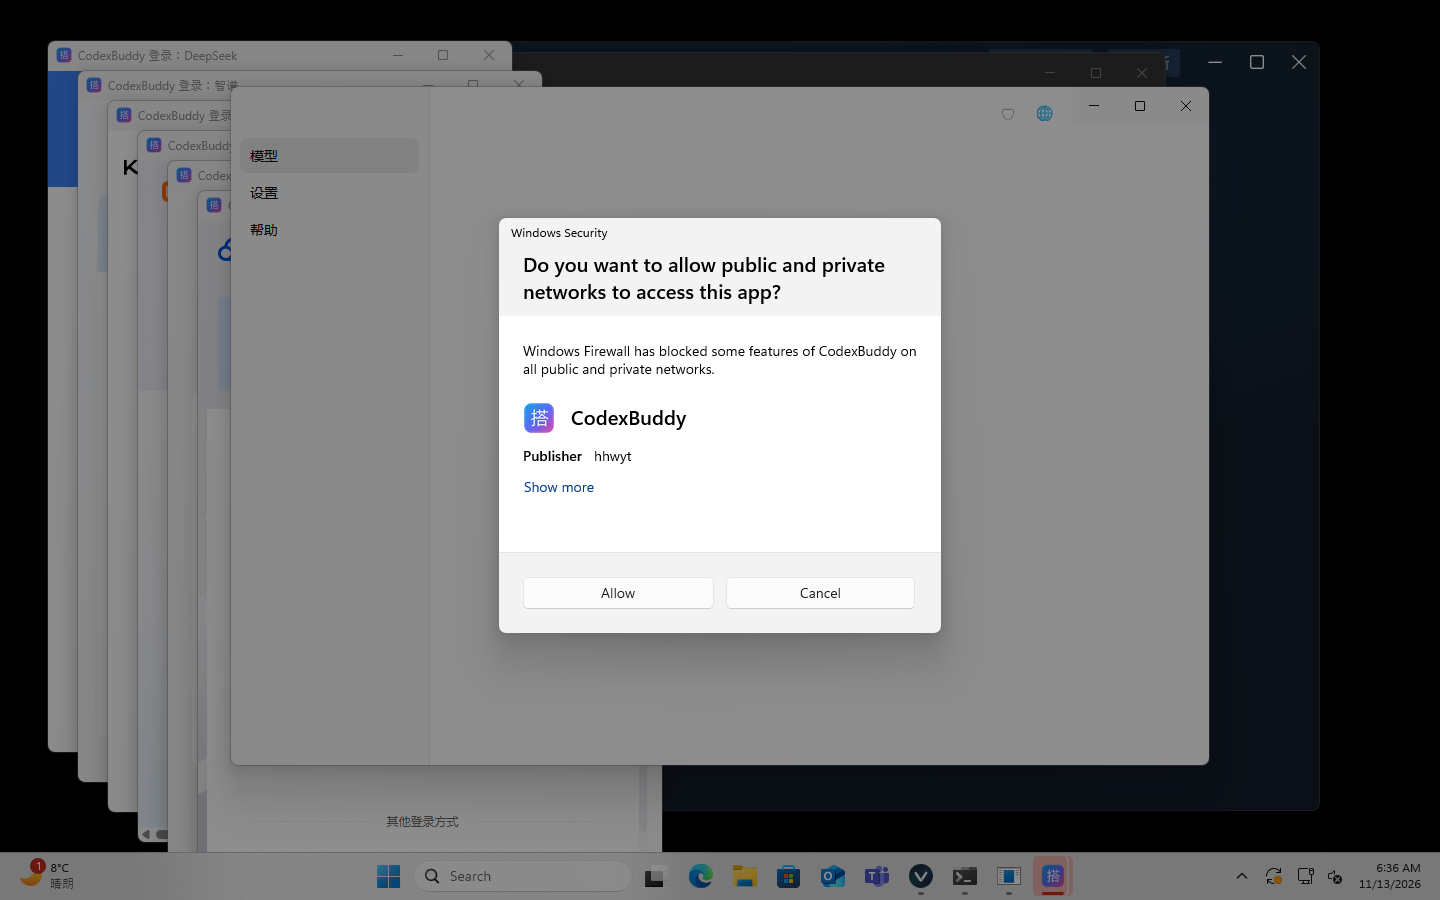 CodexBuddy 登录：DeepSeek
CodexBuddy 登录：智谱
CodexBuddy 登录
CodexBuddy
模型
设置
帮助
Windows Security
Do you want to allow public and private
networks to access this app?
Windows Firewall has blocked some features of CodexBuddy on
all public and private networks.
搭
CodexBuddy
Publisher hhwyt
Show more
Allow
Cancel
其他登录方式
1
8°C
晴朗
Search
6:36 AM
11/13/2026